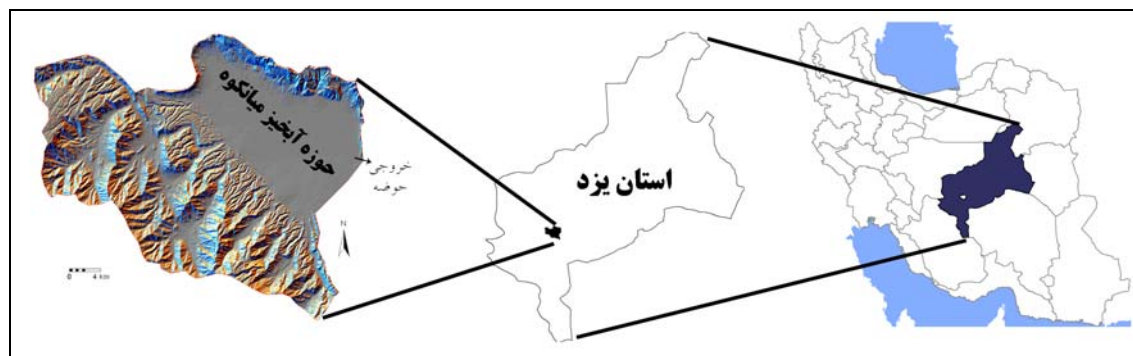 حوزه آبخیز میانکوه
خروجی
حوضه
N
0 4 km
استان یزد